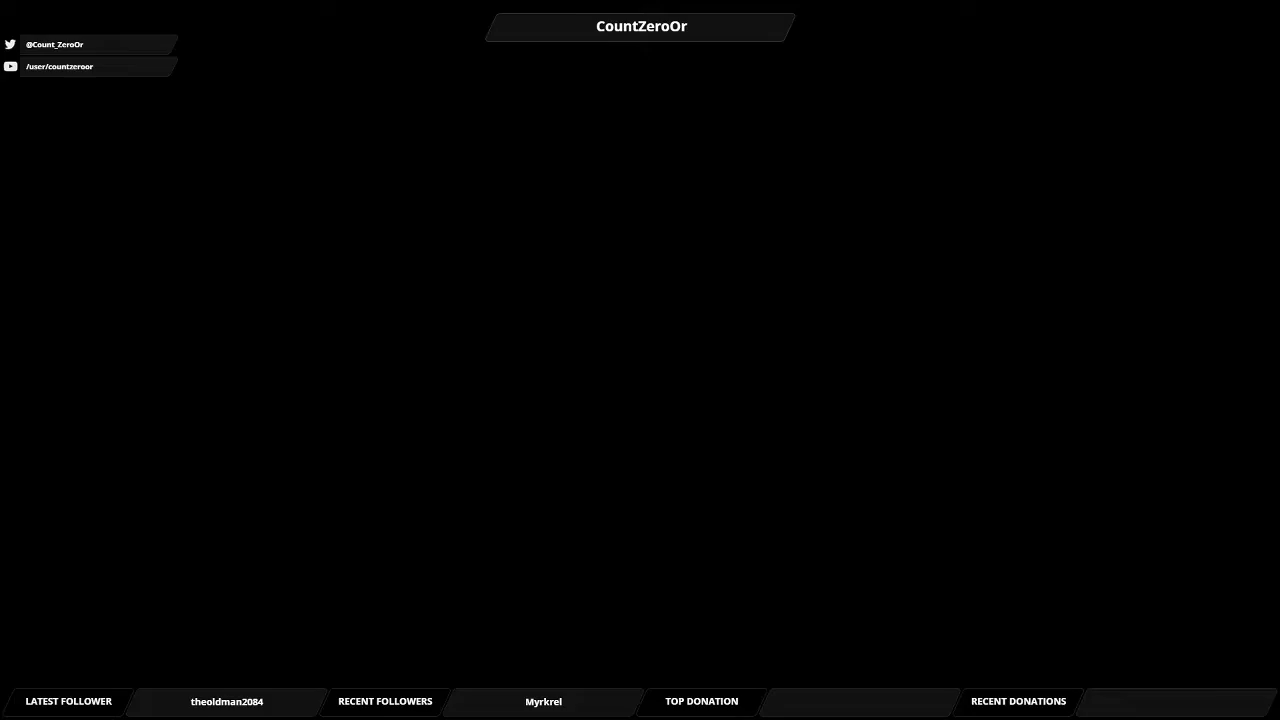 CountZeroOr
@Count_ZeroOr
/user/countzeroor
LATEST FOLLOWER
theoldman2084
RECENT FOLLOWERS
Myrkrel
TOP DONATION
RECENT DONATIONS